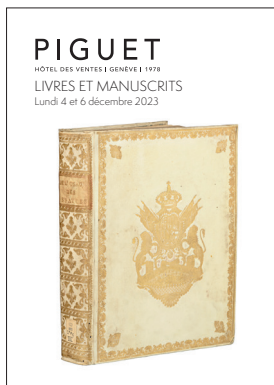 PIGUET
HÔTEL DES VENTES | GENÈVE | 1978
LIVRES ET MANUSCRITS
Lundi 4 et 6 décembre 2023